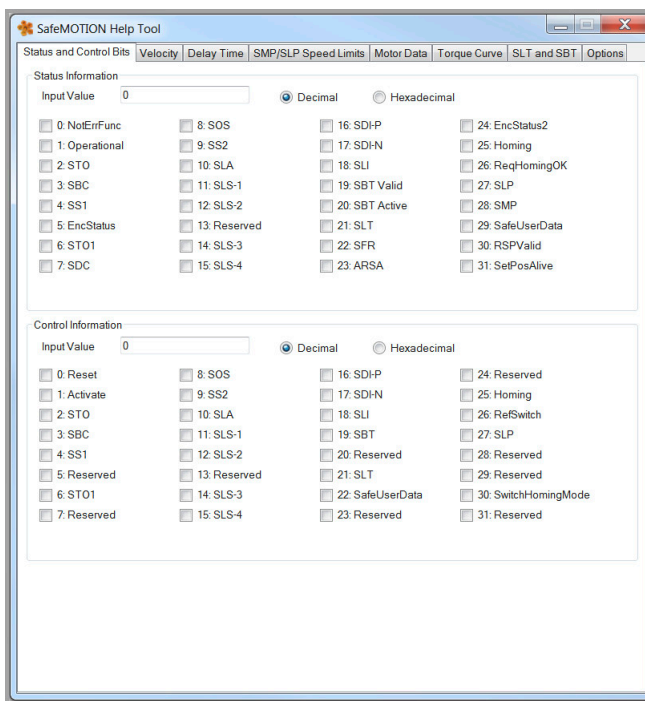 SafeMOTION Help Tool
Status and Control Bits Velocity Delay Time SMP/SLP Speed Limits Motor Data Torque Curve SLT and SBT Options
Status Information
Input Value 0 Decimal Hexadecimal
0: NotErrFunc 8: SOS 16: SDI-P 24: EncStatus2
1: Operational 9: SS2 17: SDI-N 25: Homing
2: STO 10: SLA 18: SLI 26: ReqHomingOK
3: SBC 11: SLS-1 19: SBT Valid 27: SLP
4: SS1 12: SLS-2 20: SBT Active 28: SMP
5: EncStatus 13: Reserved 21: SLT 29: SafeUserData
6: STO1 14: SLS-3 22: SFR 30: RSPValid
7: SDC 15: SLS-4 23: ARSA 31: SetPosAlive
Control Information
Input Value 0 Decimal Hexadecimal
0: Reset 8: SOS 16: SDI-P 24: Reserved
1: Activate 9: SS2 17: SDI-N 25: Homing
2: STO 10: SLA 18: SLI 26: RefSwitch
3: SBC 11: SLS-1 19: SBT 27: SLP
4: SS1 12: SLS-2 20: Reserved 28: Reserved
5: Reserved 13: Reserved 21: SLT 29: Reserved
6: STO1 14: SLS-3 22: SafeUserData 30: SwitchHomingMode
7: Reserved 15: SLS-4 23: Reserved 31: Reserved